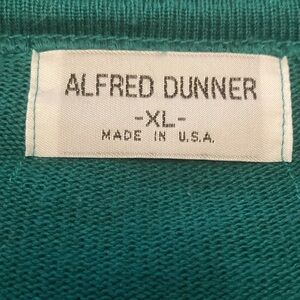 ALFRED DUNNER
-XL-
MADE IN U.S.A.